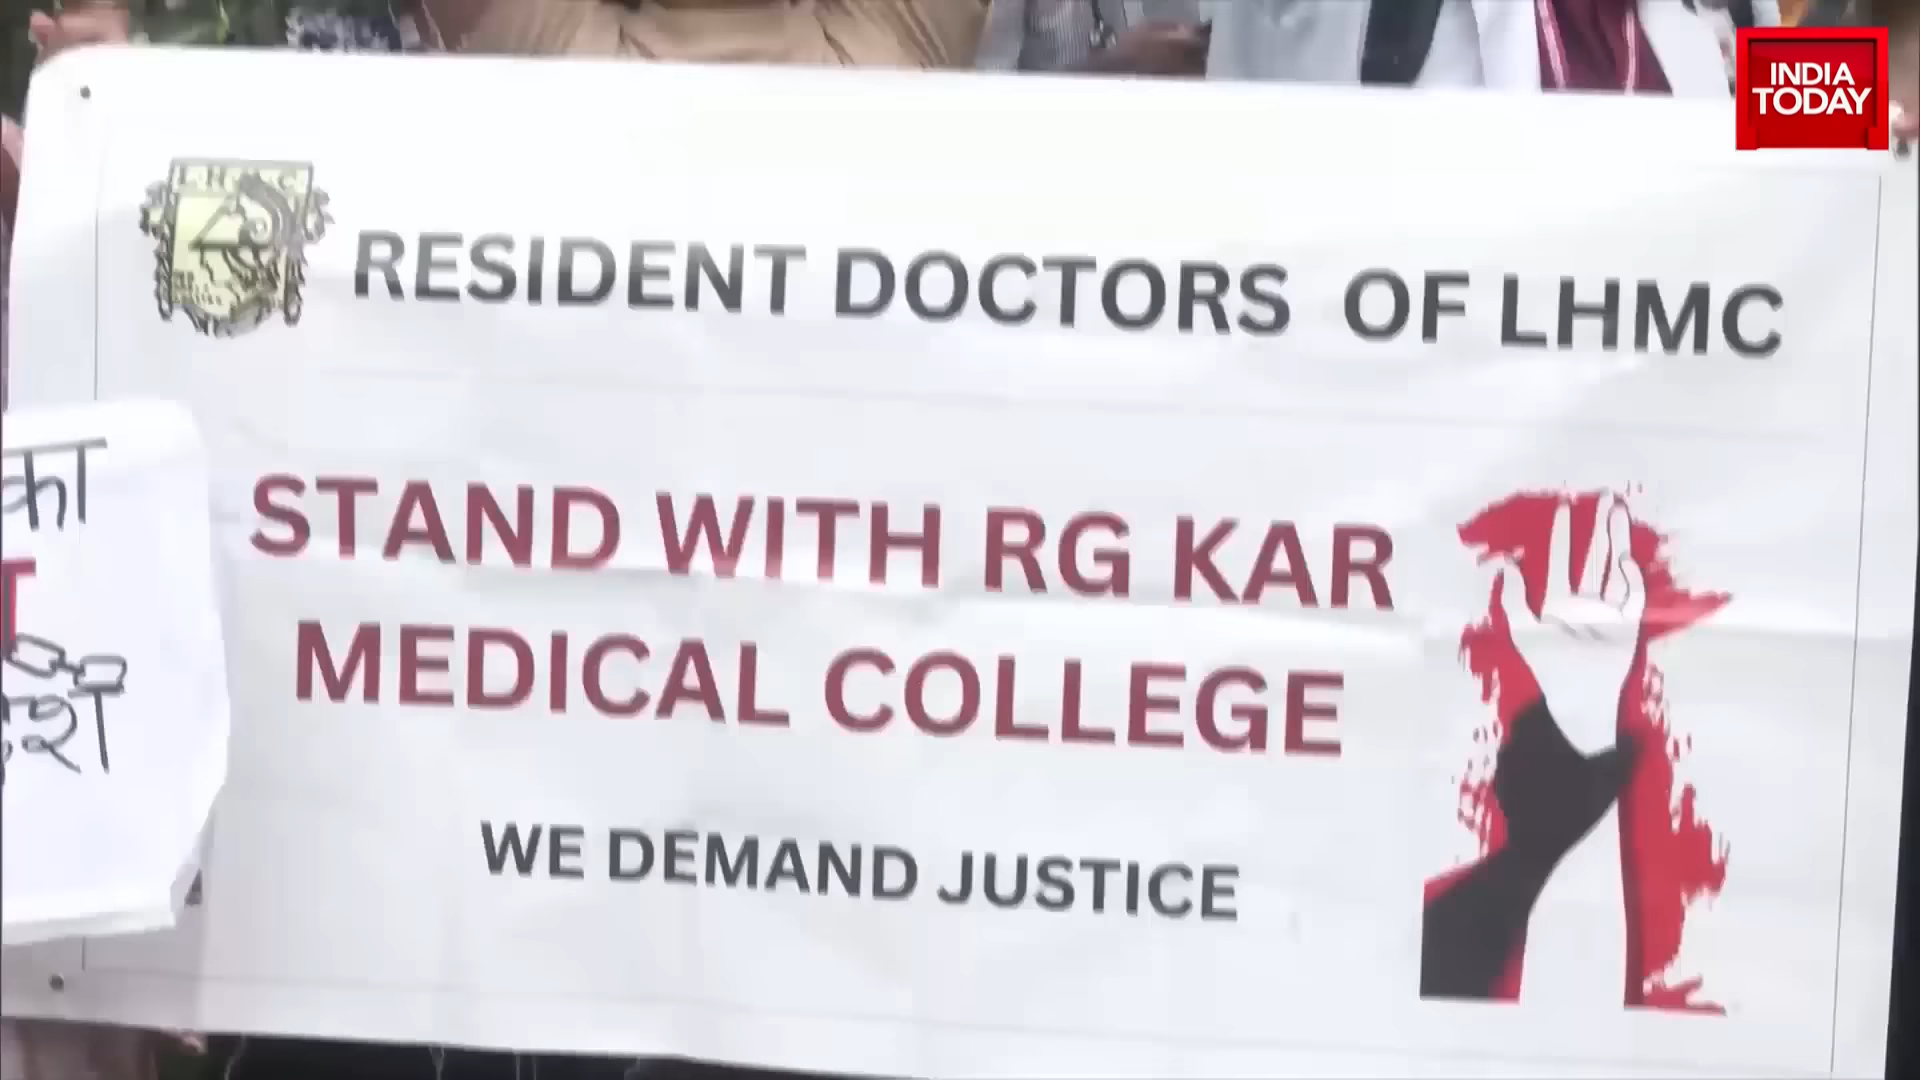 INDIA
TODAY
RESIDENT DOCTORS OF LHMC
STAND WITH RG KAR
MEDICAL COLLEGE
WE DEMAND JUSTICE
का